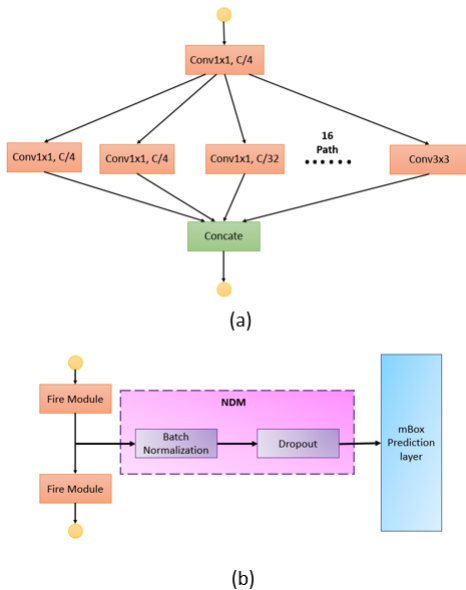 Conv1x1, C/4
Conv1x1, C/4
Conv1x1, C/4
Conv1x1, C/32
16
Path
Conv3x3
Concate
(a)
Fire Module
NDM
Batch
Normalization
Dropout
mBox
Prediction
layer
Fire Module
(b)